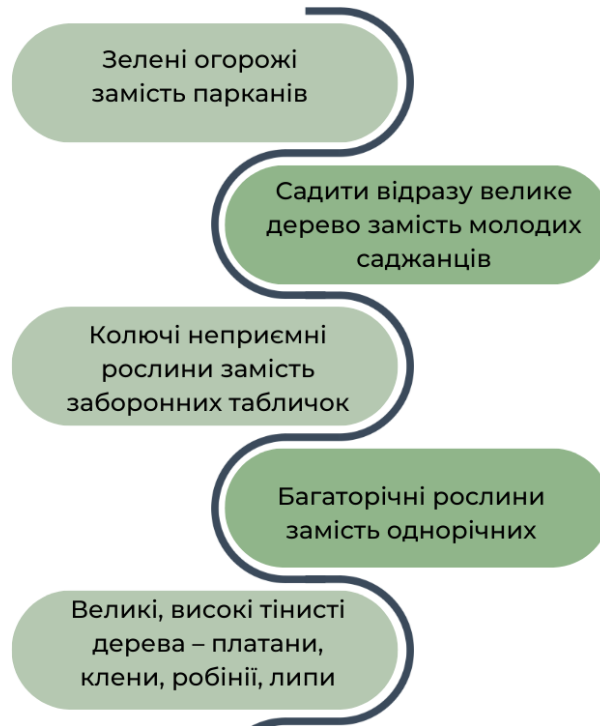 Зелені огорожі
замість парканів
Садити відразу велике
дерево замість молодих
саджанців
Колючі неприємні
рослини замість
заборонних табличок
Багаторічні рослини
замість однорічних
Великі, високі тінисті
дерева – платани,
клени, робінії, липи